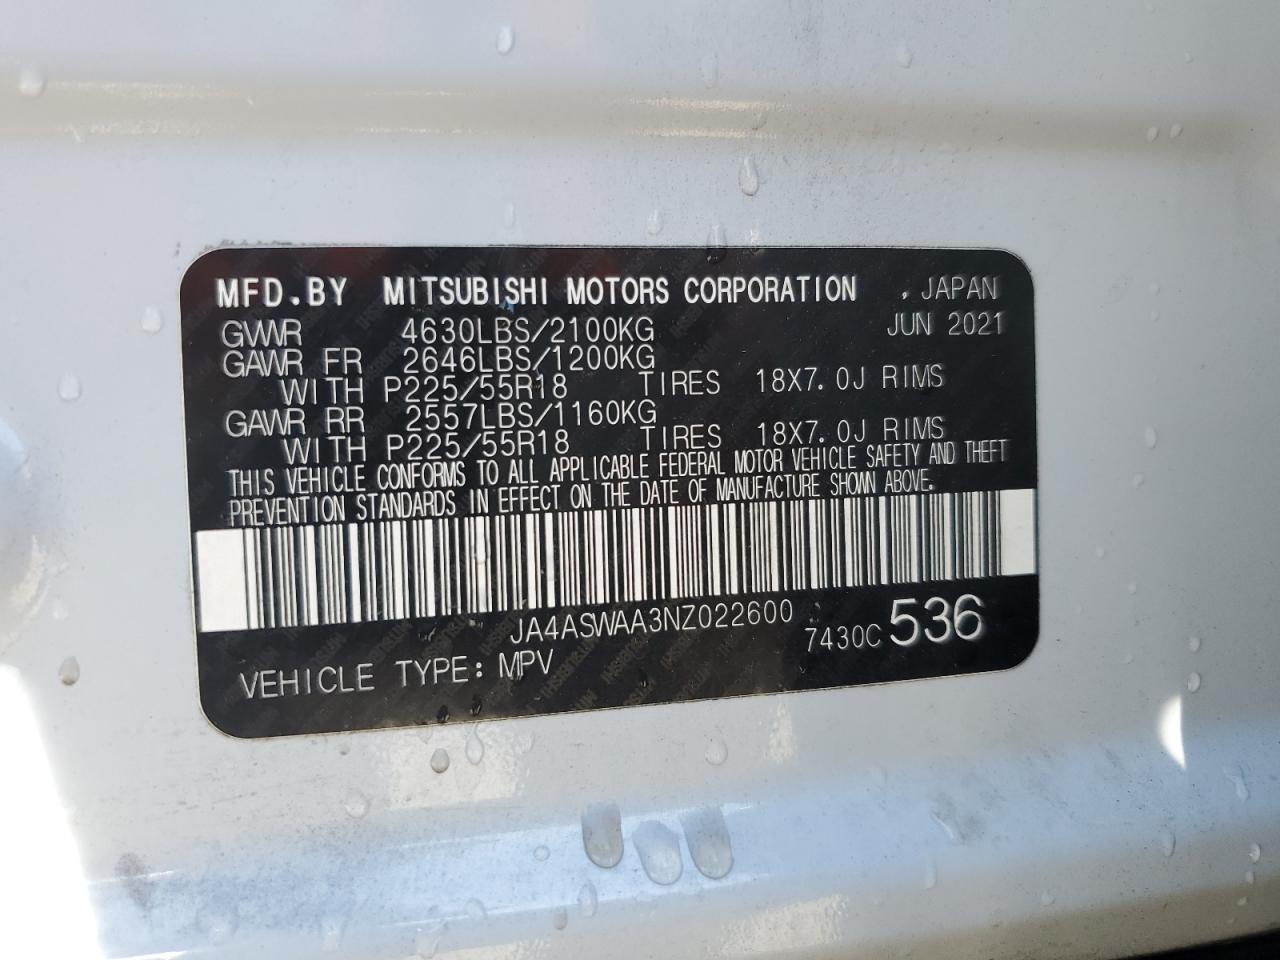 MFD.BY MITSUBISHI MOTORS CORPORATION , JAPAN
GVWR 4630LBS/2100KG JUN 2021
GAWR FR 2646LBS/1200KG
WITH P225/55R18 TIRES 18X7.0J RIMS
GAWR RR 2557LBS/1160KG
WITH P225/55R18 TIRES 18X7.0J RIMS
THIS VEHICLE CONFORMS TO ALL APPLICABLE FEDERAL MOTOR VEHICLE SAFETY AND THEFT
PREVENTION STANDARDS IN EFFECT ON THE DATE OF MANUFACTURE SHOWN ABOVE.
JA4ASWAA3NZ022600
7430C 536
VEHICLE TYPE: MPV